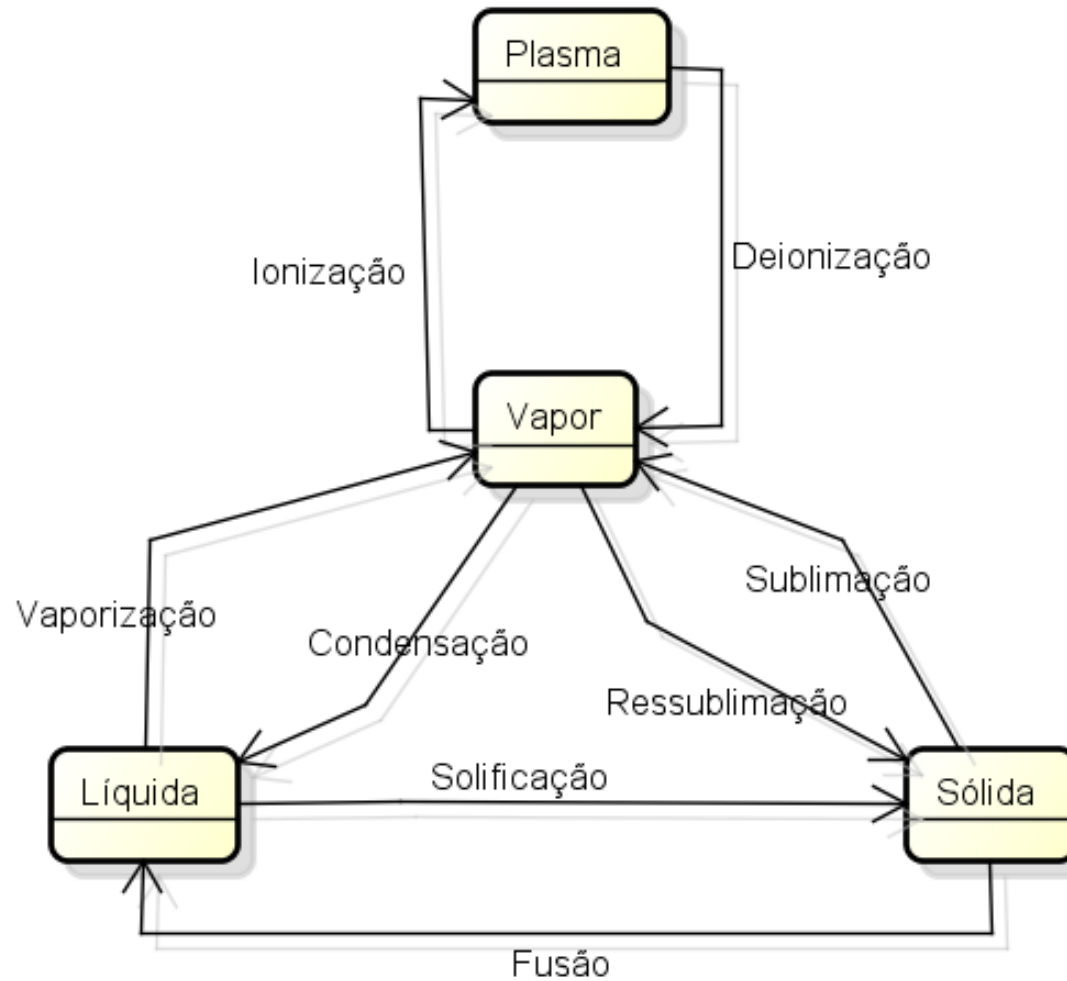 Plasma
Deionização
Ionização
Vapor
Sublimação
Vaporização
Condensação
Ressublimação
Solificação
Líquida
Sólida
Fusão